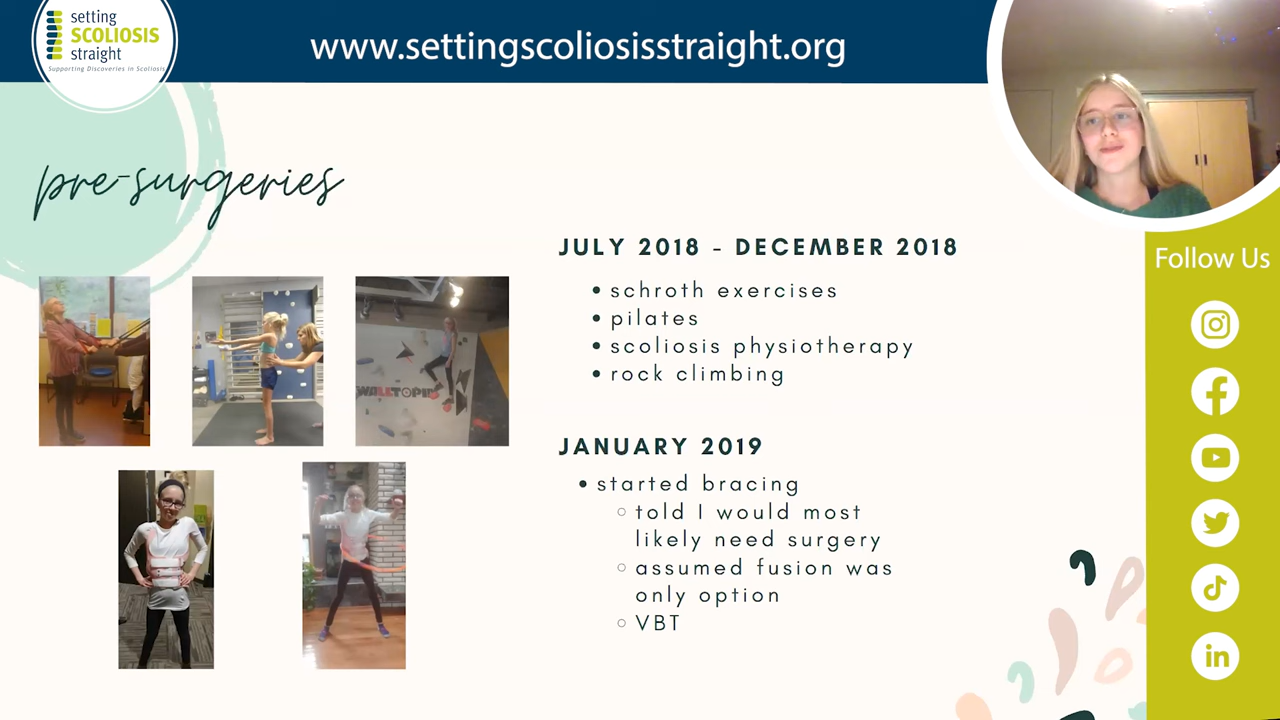 setting
SCOLIOSIS
straight
Supporting Discoveries in Scoliosis
www.settingscoliosisstraight.org
pre-surgeries
JULY 2018 - DECEMBER 2018
• schroth exercises
• pilates
• scoliosis physiotherapy
• rock climbing
WALLTOPIA
JANUARY 2019
• started bracing
○ told I would most
likely need surgery
○ assumed fusion was
only option
○ VBT
Follow Us